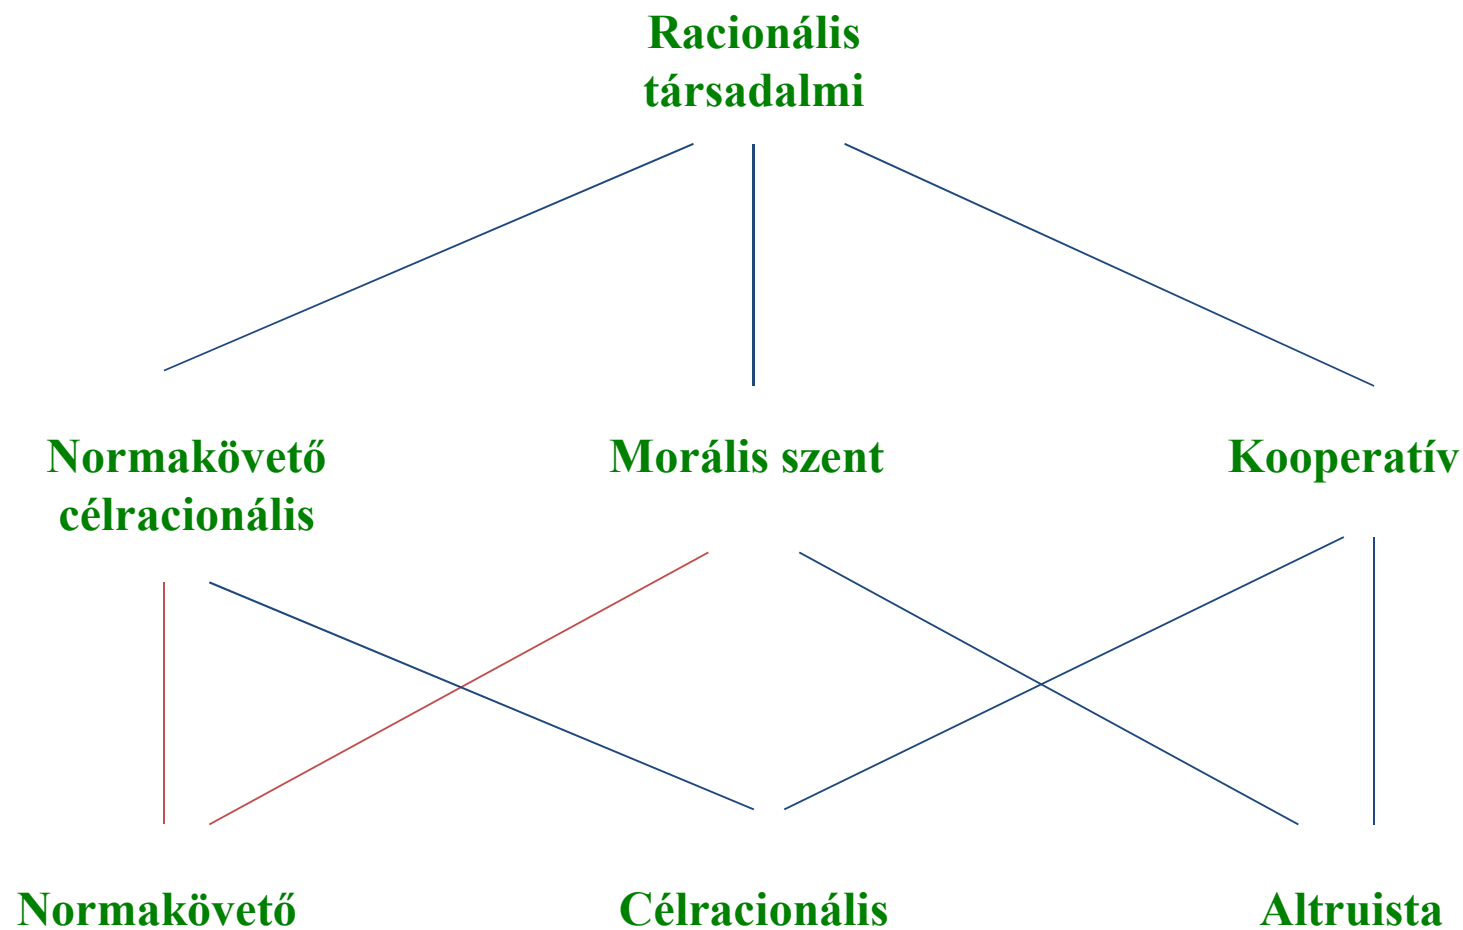 Racionális
társadalmi
Normakövető
célracionális
Morális szent
Kooperatív
Normakövető
Célracionális
Altruista